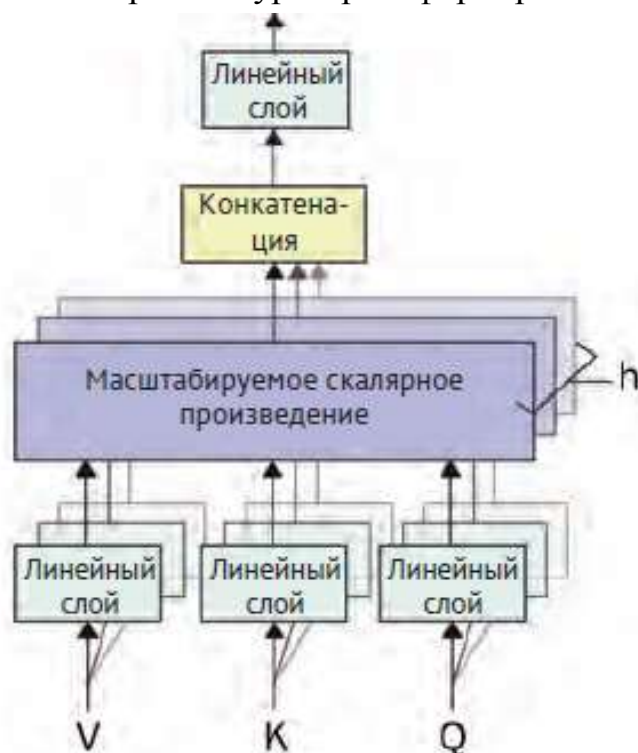 Линейный
слой
Конкатена-
ция
Масштабируемое скалярное
произведение
h
Линейный
слой
Линейный
слой
Линейный
слой
V
K
Q